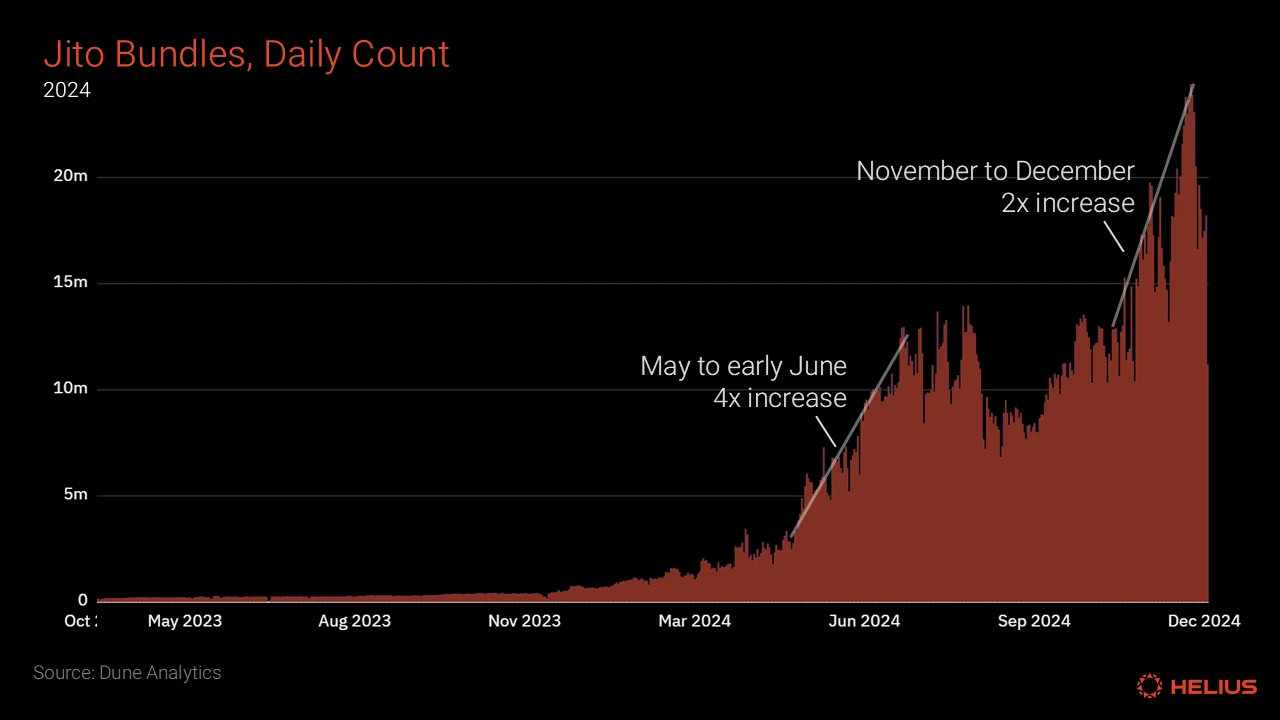 Jito Bundles, Daily Count
2024
November to December
2x increase
May to early June
4x increase
20m
15m
10m
5m
0
Oct
May 2023
Aug 2023
Nov 2023
Mar 2024
Jun 2024
Sep 2024
Dec 2024
Source: Dune Analytics
HELIUS